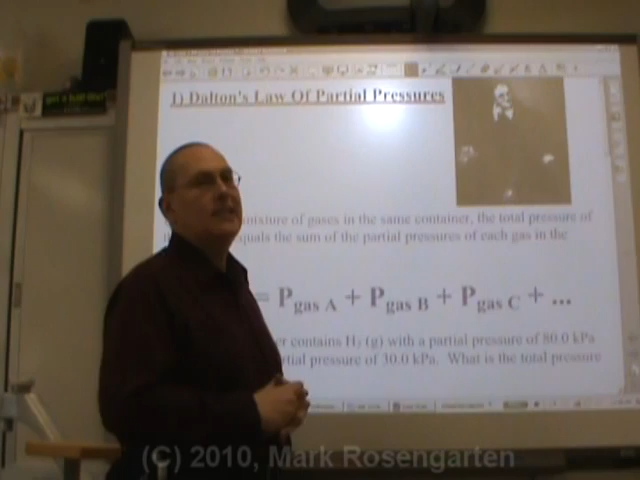 1) Dalton's Law Of Partial Pressures
mixture of gases in the same container, the total pressure of
equals the sum of the partial pressures of each gas in the
= Pgas A + Pgas B + Pgas C + ...
contains H2 (g) with a partial pressure of 80.0 kPa
partial pressure of 30.0 kPa. What is the total pressure
(C) 2010, Mark Rosengarten